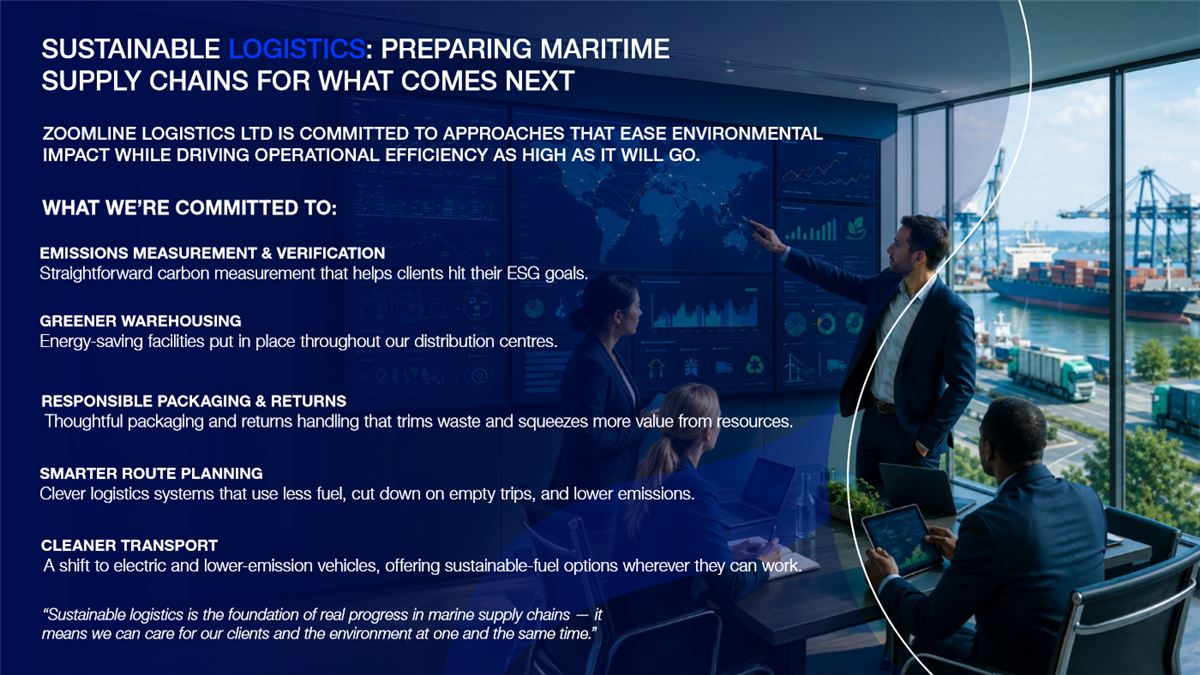 SUSTAINABLE LOGISTICS: PREPARING MARITIME
SUPPLY CHAINS FOR WHAT COMES NEXT
ZOOMLINE LOGISTICS LTD IS COMMITTED TO APPROACHES THAT EASE ENVIRONMENTAL
IMPACT WHILE DRIVING OPERATIONAL EFFICIENCY AS HIGH AS IT WILL GO.
WHAT WE’RE COMMITTED TO:
EMISSIONS MEASUREMENT & VERIFICATION
Straightforward carbon measurement that helps clients hit their ESG goals.
GREENER WAREHOUSING
Energy-saving facilities put in place throughout our distribution centres.
RESPONSIBLE PACKAGING & RETURNS
Thoughtful packaging and returns handling that trims waste and squeezes more value from resources.
SMARTER ROUTE PLANNING
Clever logistics systems that use less fuel, cut down on empty trips, and lower emissions.
CLEANER TRANSPORT
A shift to electric and lower-emission vehicles, offering sustainable-fuel options wherever they can work.
“Sustainable logistics is the foundation of real progress in marine supply chains — it
means we can care for our clients and the environment at one and the same time.”